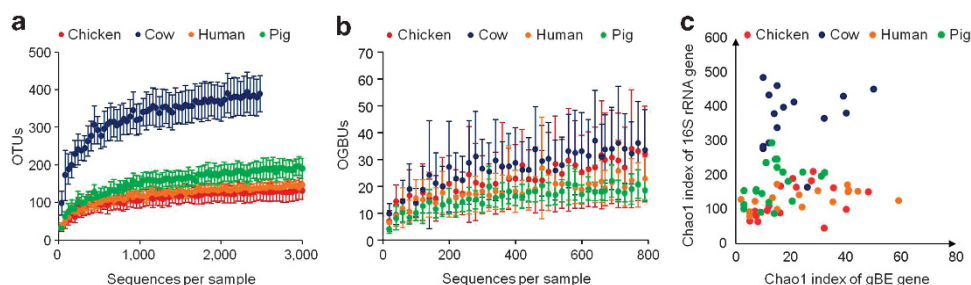 a
Chicken Cow Human Pig
OTUs
500
400
300
200
100
0
0 1,000 2,000 3,000
Sequences per sample
b
Chicken Cow Human Pig
OGBUs
70
60
50
40
30
20
10
0
0 200 400 600 800
Sequences per sample
c
Chicken Cow Human Pig
Chao1 index of 16S rRNA gene
600
500
400
300
200
100
0
0 20 40 60 80
Chao1 index of gBE gene